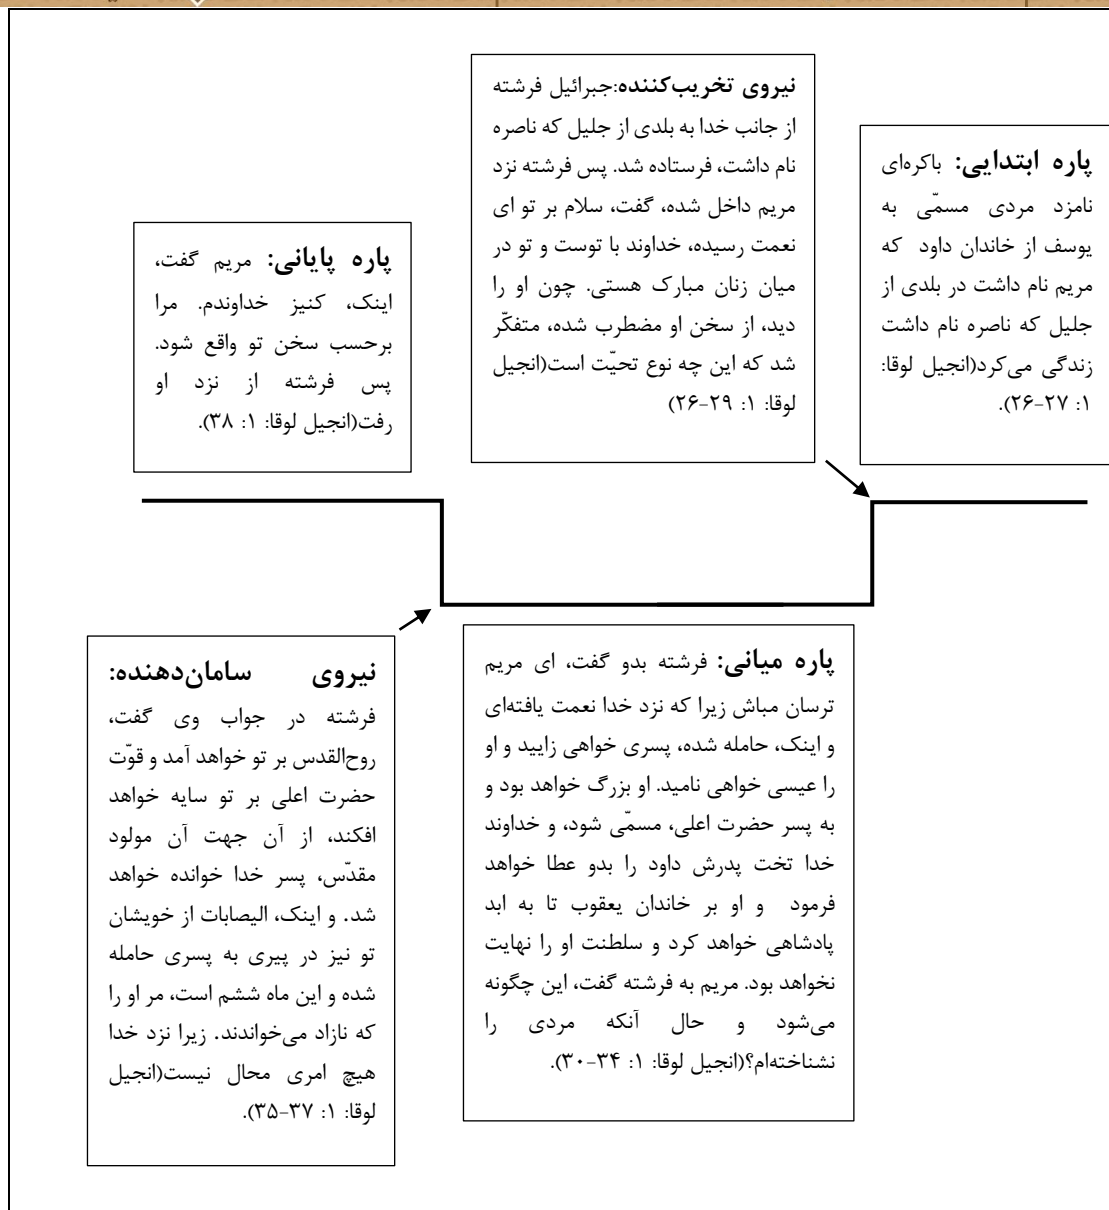 پاره ابتدایی: باکره‌ای
نامزد مردی مسمّی به
یوسف از خاندان داود که
مریم نام داشت در بلدی از
جلیل که ناصره نام داشت
زندگی می‌کرد(انجیل لوقا:
۱: ۲۷-۲۶).
نیروی تخریب‌کننده:جبرائیل فرشته
از جانب خدا به بلدی از جلیل که ناصره
نام داشت، فرستاده شد. پس فرشته نزد
مریم داخل شده، گفت، سلام بر تو ای
نعمت رسیده، خداوند با توست و تو در
میان زنان مبارک هستی. چون او را
دید، از سخن او مضطرب شده، متفکّر
شد که این چه نوع تحیّت است(انجیل
لوقا: ۱: ۲۹-۲۶)
پاره میانی: فرشته بدو گفت، ای مریم
ترسان مباش زیرا که نزد خدا نعمت یافته‌ای
و اینک، حامله شده، پسری خواهی زایید و او
را عیسی خواهی نامید. او بزرگ خواهد بود و
به پسر حضرت اعلی، مسمّی شود، و خداوند
خدا تخت پدرش داود را بدو عطا خواهد
فرمود و او بر خاندان یعقوب تا به ابد
پادشاهی خواهد کرد و سلطنت او را نهایت
نخواهد بود. مریم به فرشته گفت، این چگونه
می‌شود و حال آنکه مردی را
نشناخته‌ام؟(انجیل لوقا: ۱: ۳۴-۳۰).
نیروی سامان‌دهنده:
فرشته در جواب وی گفت،
روح‌القدس بر تو خواهد آمد و قوّت
حضرت اعلی بر تو سایه خواهد
افکند، از آن جهت آن مولود
مقدّس، پسر خدا خوانده خواهد
شد. و اینک، الیصابات از خویشان
تو نیز در پیری به پسری حامله
شده و این ماه ششم است، مر او را
که نازاد می‌خواندند. زیرا نزد خدا
هیچ امری محال نیست(انجیل
لوقا: ۱: ۳۷-۳۵).
پاره پایانی: مریم گفت،
اینک، کنیز خداوندم. مرا
برحسب سخن تو واقع شود.
پس فرشته از نزد او
رفت(انجیل لوقا: ۱: ۳۸).